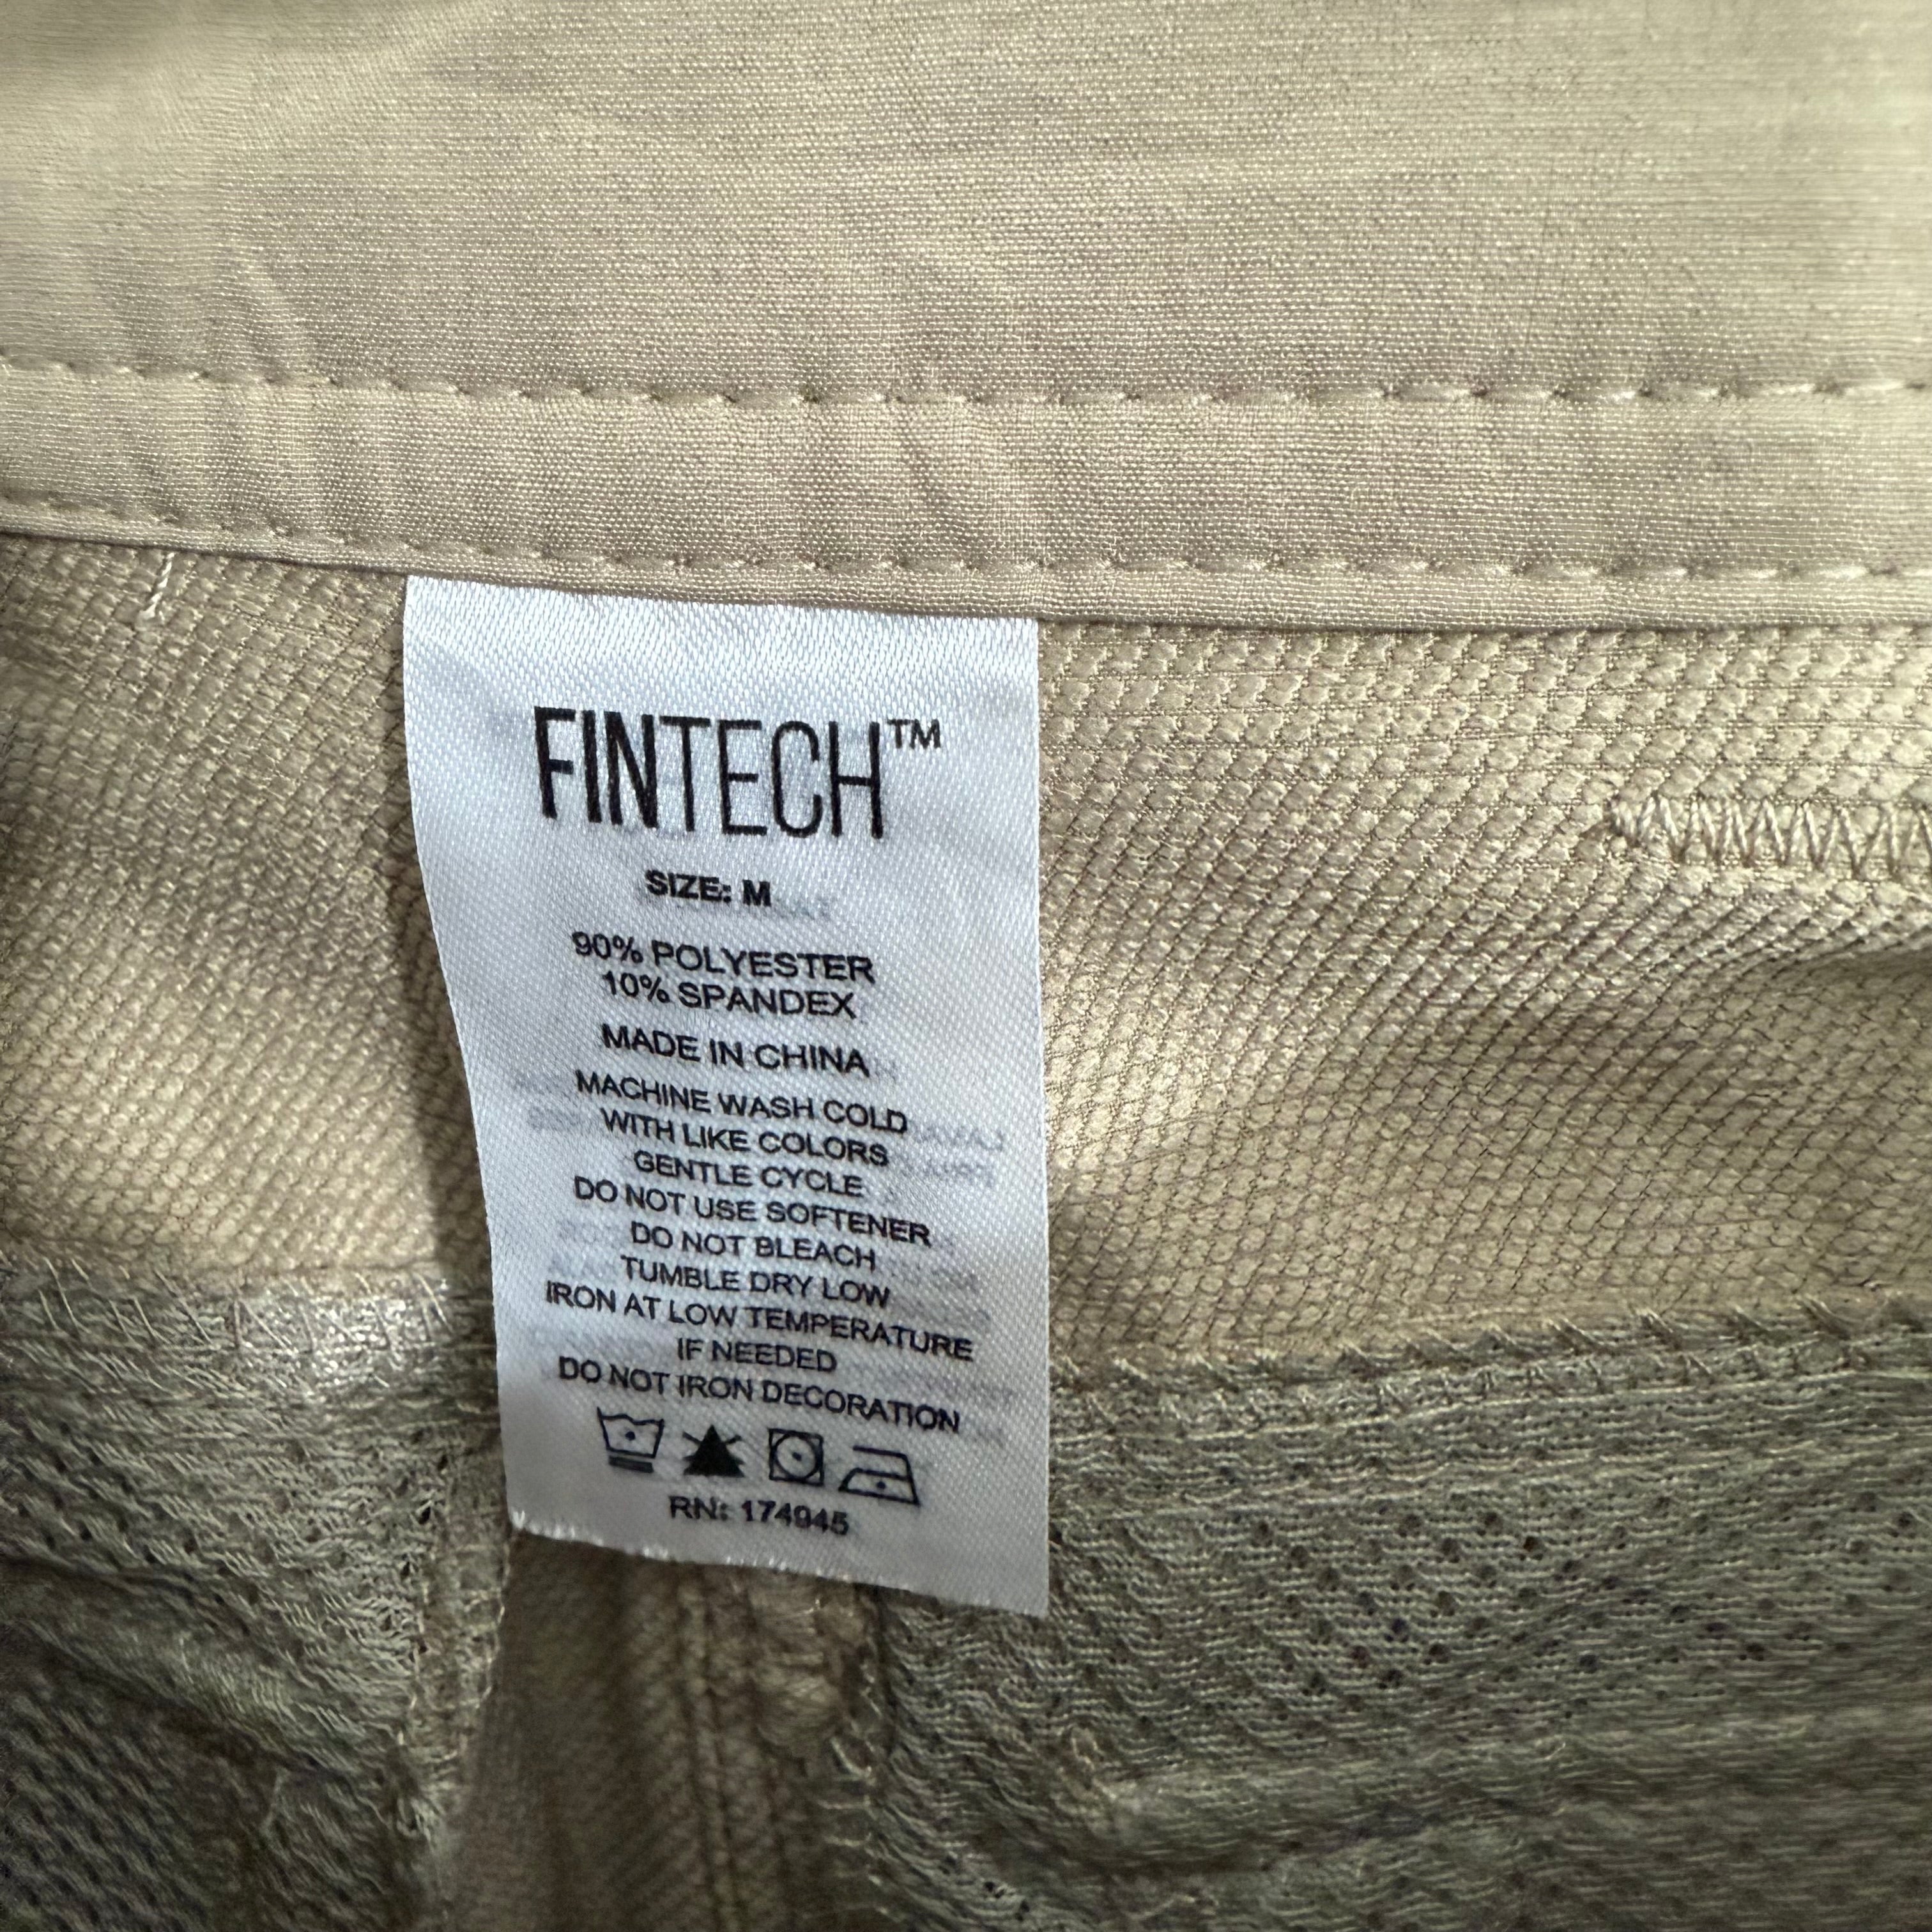 FINTECH™
SIZE: M
90% POLYESTER
10% SPANDEX
MADE IN CHINA
MACHINE WASH COLD
WITH LIKE COLORS
GENTLE CYCLE
DO NOT USE SOFTENER
DO NOT BLEACH
TUMBLE DRY LOW
IRON AT LOW TEMPERATURE
IF NEEDED
DO NOT IRON DECORATION
RN: 174945